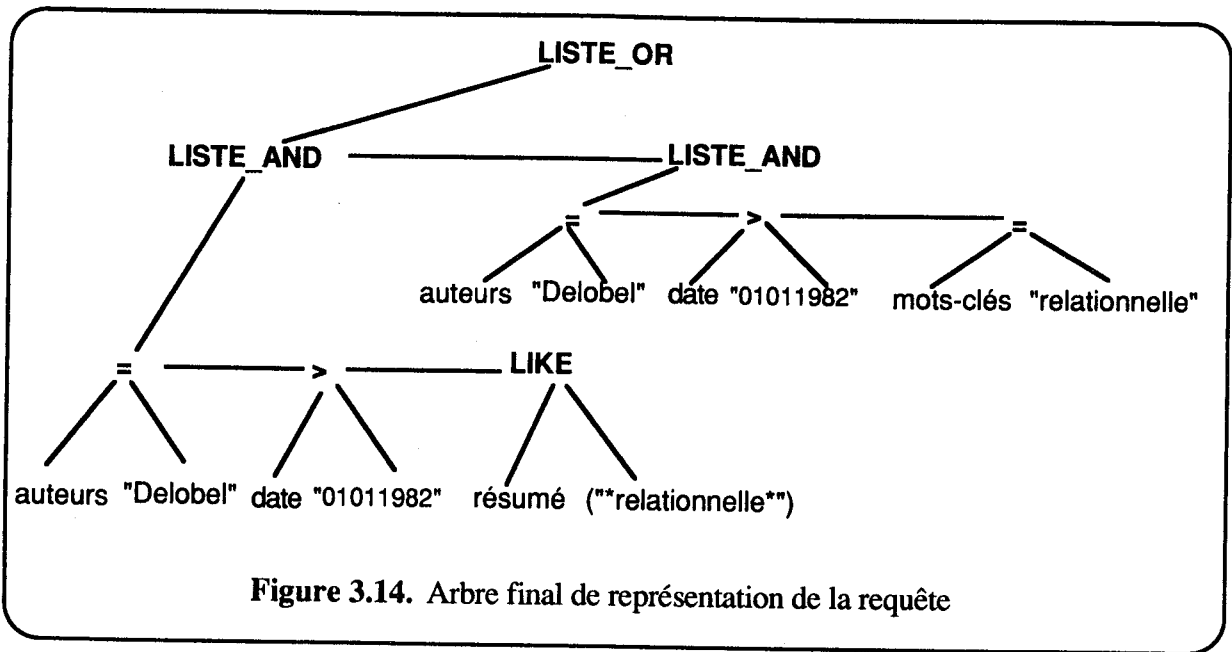 LISTE_OR
LISTE_AND LISTE_AND
= > =
auteurs "Delobel" date "01011982" mots-clés "relationnelle"
= > LIKE
auteurs "Delobel" date "01011982" résumé ("*relationnelle*")
Figure 3.14. Arbre final de représentation de la requête